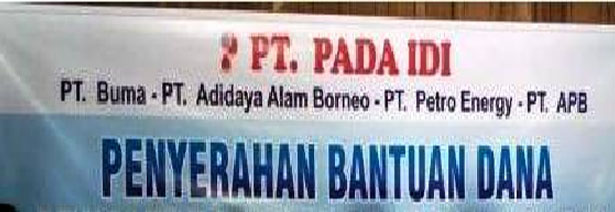 PT. PADA IDI
PT. Buma - PT. Adidaya Alam Borneo - PT. Petro Energy - PT. APB
PENYERAHAN BANTUAN DANA